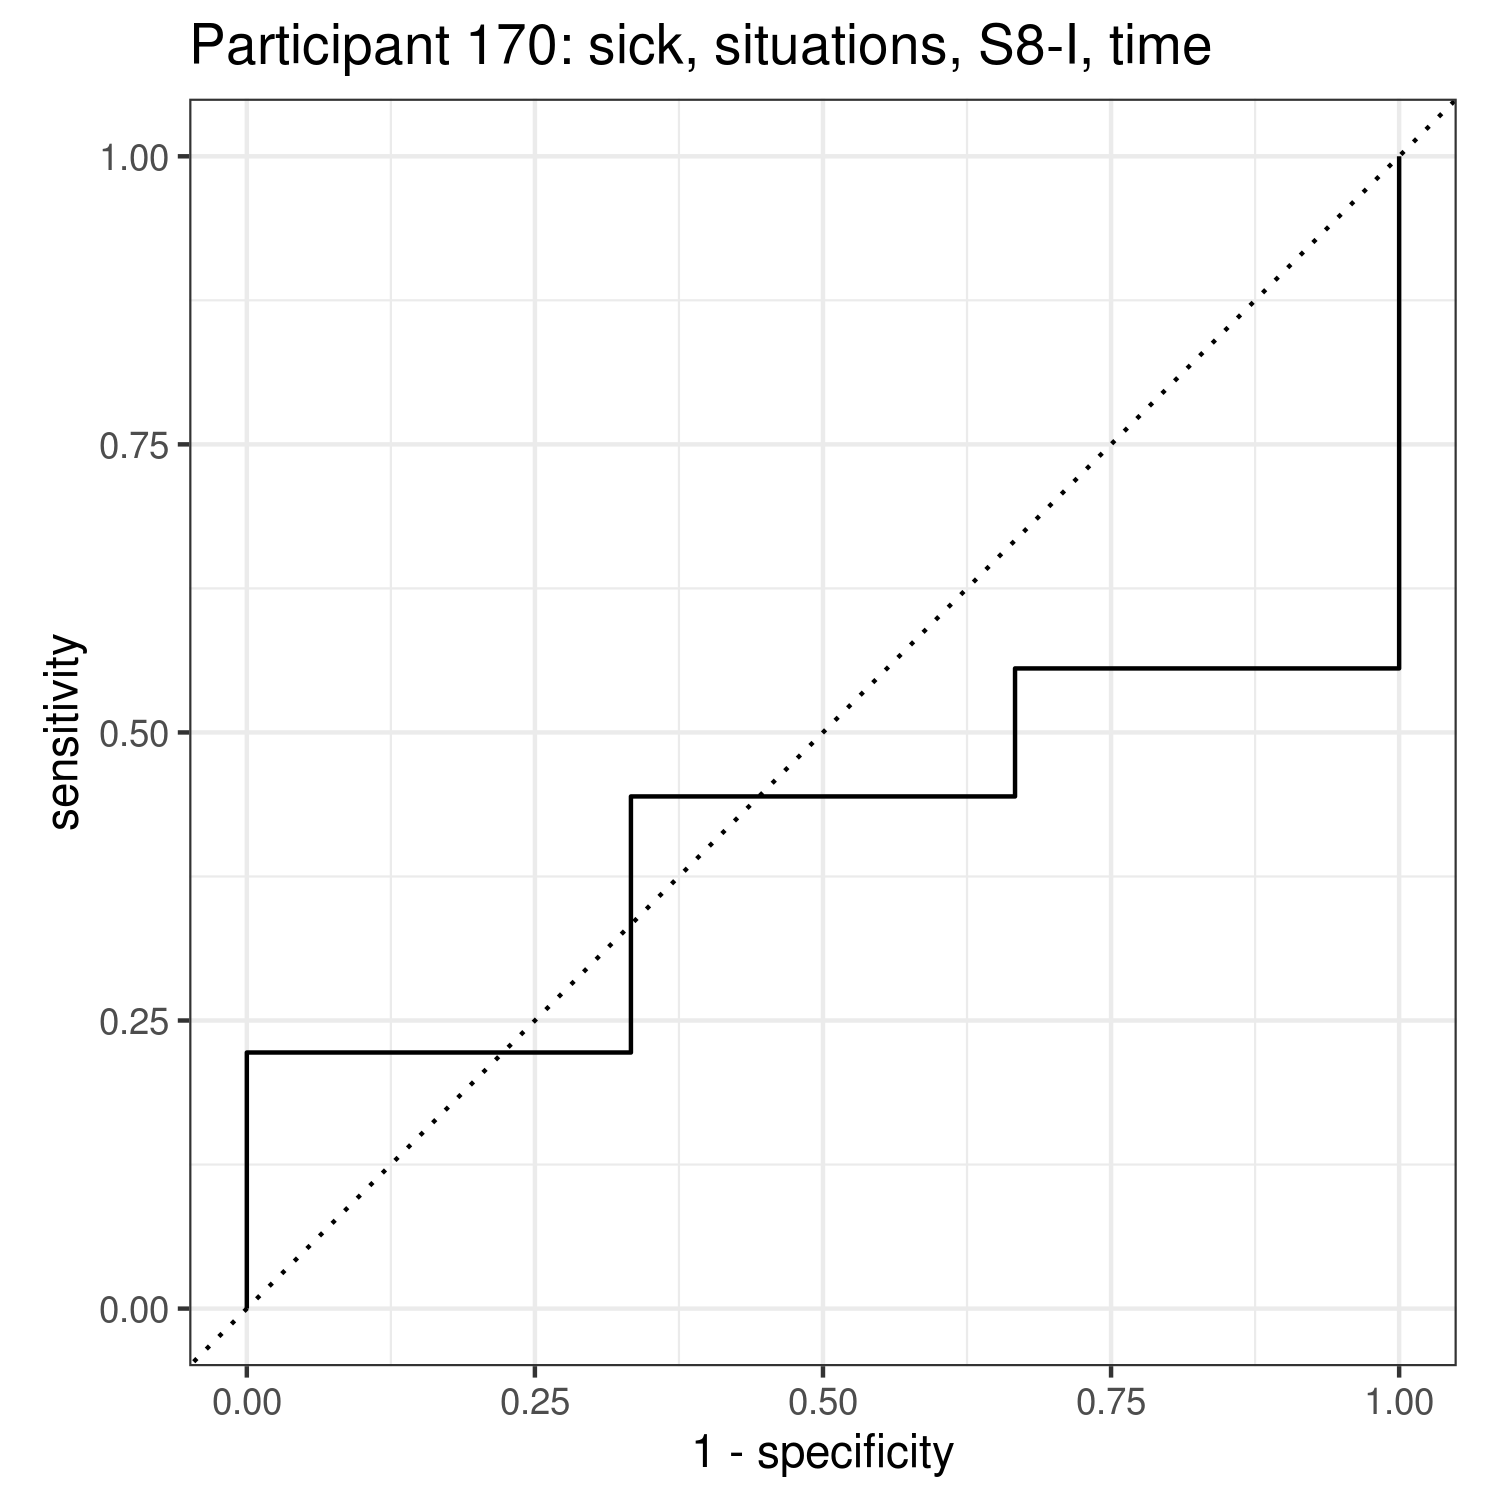 Participant 170: sick, situations, S8-I, time
1.00
0.75
0.50
0.25
0.00
sensitivity
0.00 0.25 0.50 0.75 1.00
1 - specificity